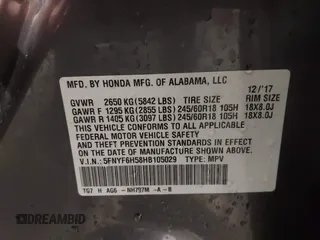 MFD. BY HONDA MFG. OF ALABAMA, LLC
GVWR 2650 KG(5842 LBS) TIRE SIZE 12/'17 RIM SIZE
GAWR F 1295 KG(2855 LBS) 245/60R18 105H 18X8.0J
GAWR R 1405 KG(3097 LBS) 245/60R18 105H 18X8.0J
THIS VEHICLE CONFORMS TO ALL APPLICABLE
FEDERAL MOTOR VEHICLE SAFETY AND
THEFT PREVENTION STANDARDS IN EFFECT
ON THE DATE OF MANUFACTURE SHOWN ABOVE.
V.I.N.: 5FNYF6H58HB105029 TYPE: MPV
TG7 H AG6 -NH797M -A -B